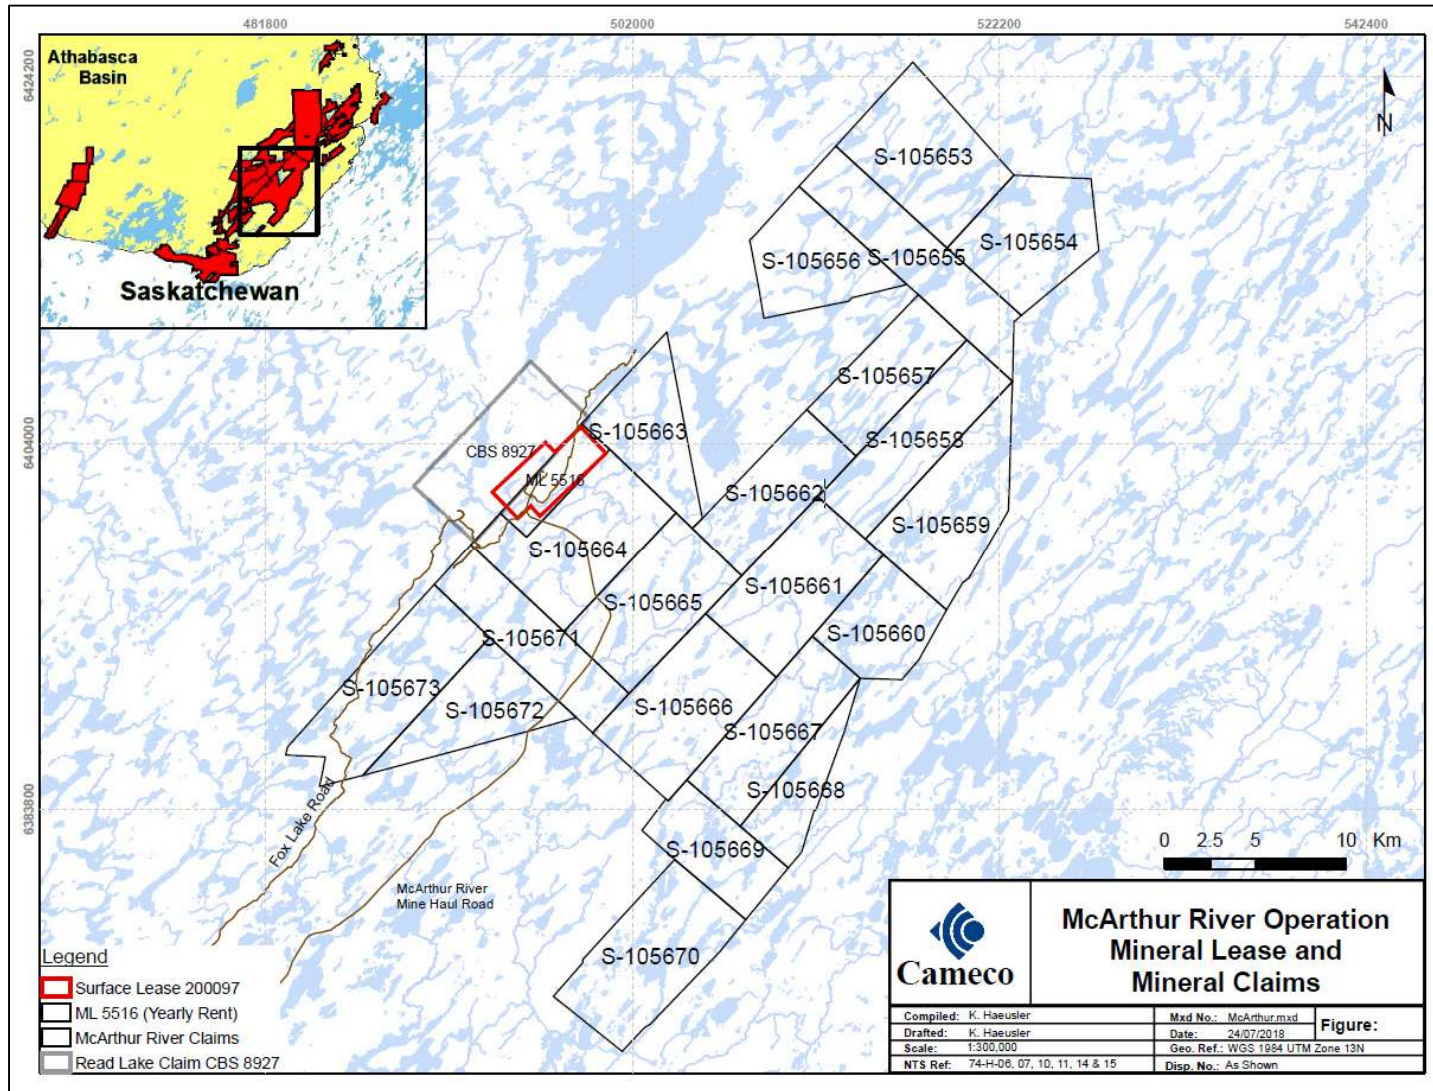 481800
502000
522200
542400
6424200
6404000
6383800
Athabasca
Basin
Saskatchewan
N
S-105653
S-105654
S-105655
S-105656
S-105657
S-105658
S-105663
CBS 8927
ML 5516
S-105662
S-105659
S-105664
S-105661
S-105665
S-105660
S-105671
S-105673
S-105672
S-105666
S-105667
S-105668
S-105669
S-105670
Fox Lake Road
McArthur River
Mine Haul Road
0 2.5 5 10 Km
Legend
Surface Lease 200097
ML 5516 (Yearly Rent)
McArthur River Claims
Read Lake Claim CBS 8927
Cameco
McArthur River Operation
Mineral Lease and
Mineral Claims
Compiled: K. Haeusler
Drafted: K. Haeusler
Scale: 1:300,000
NTS Ref: 74-H-06, 07, 10, 11, 14 & 15
Mxd No.: McArthur.mxd
Date: 24/07/2018
Geo. Ref.: WGS 1984 UTM Zone 13N
Disp. No.: As Shown
Figure: